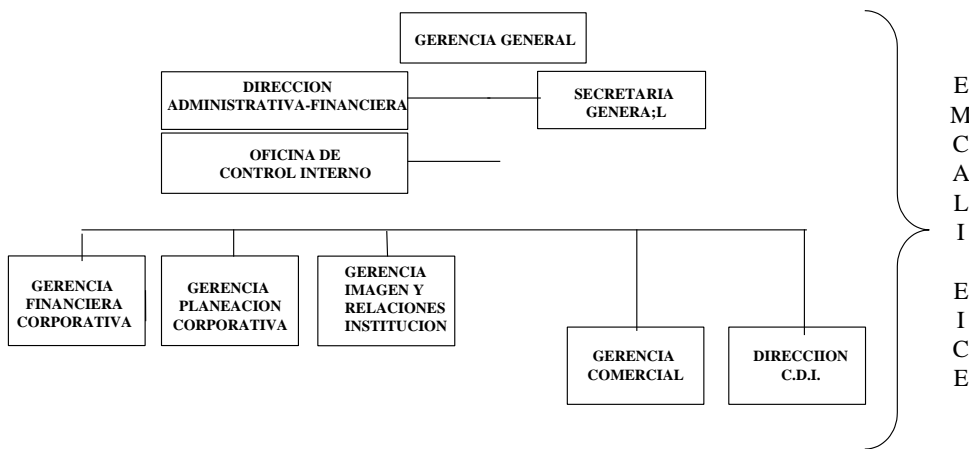 GERENCIA GENERAL
DIRECCION
ADMINISTRATIVA-FINANCIERA
SECRETARIA
GENERA;L
OFICINA DE
CONTROL INTERNO
GERENCIA
FINANCIERA
CORPORATIVA
GERENCIA
PLANEACION
CORPORATIVA
GERENCIA
IMAGEN Y
RELACIONES
INSTITUCION
GERENCIA
COMERCIAL
DIRECCIION
C.D.I.
E
M
C
A
L
I
E
I
C
E